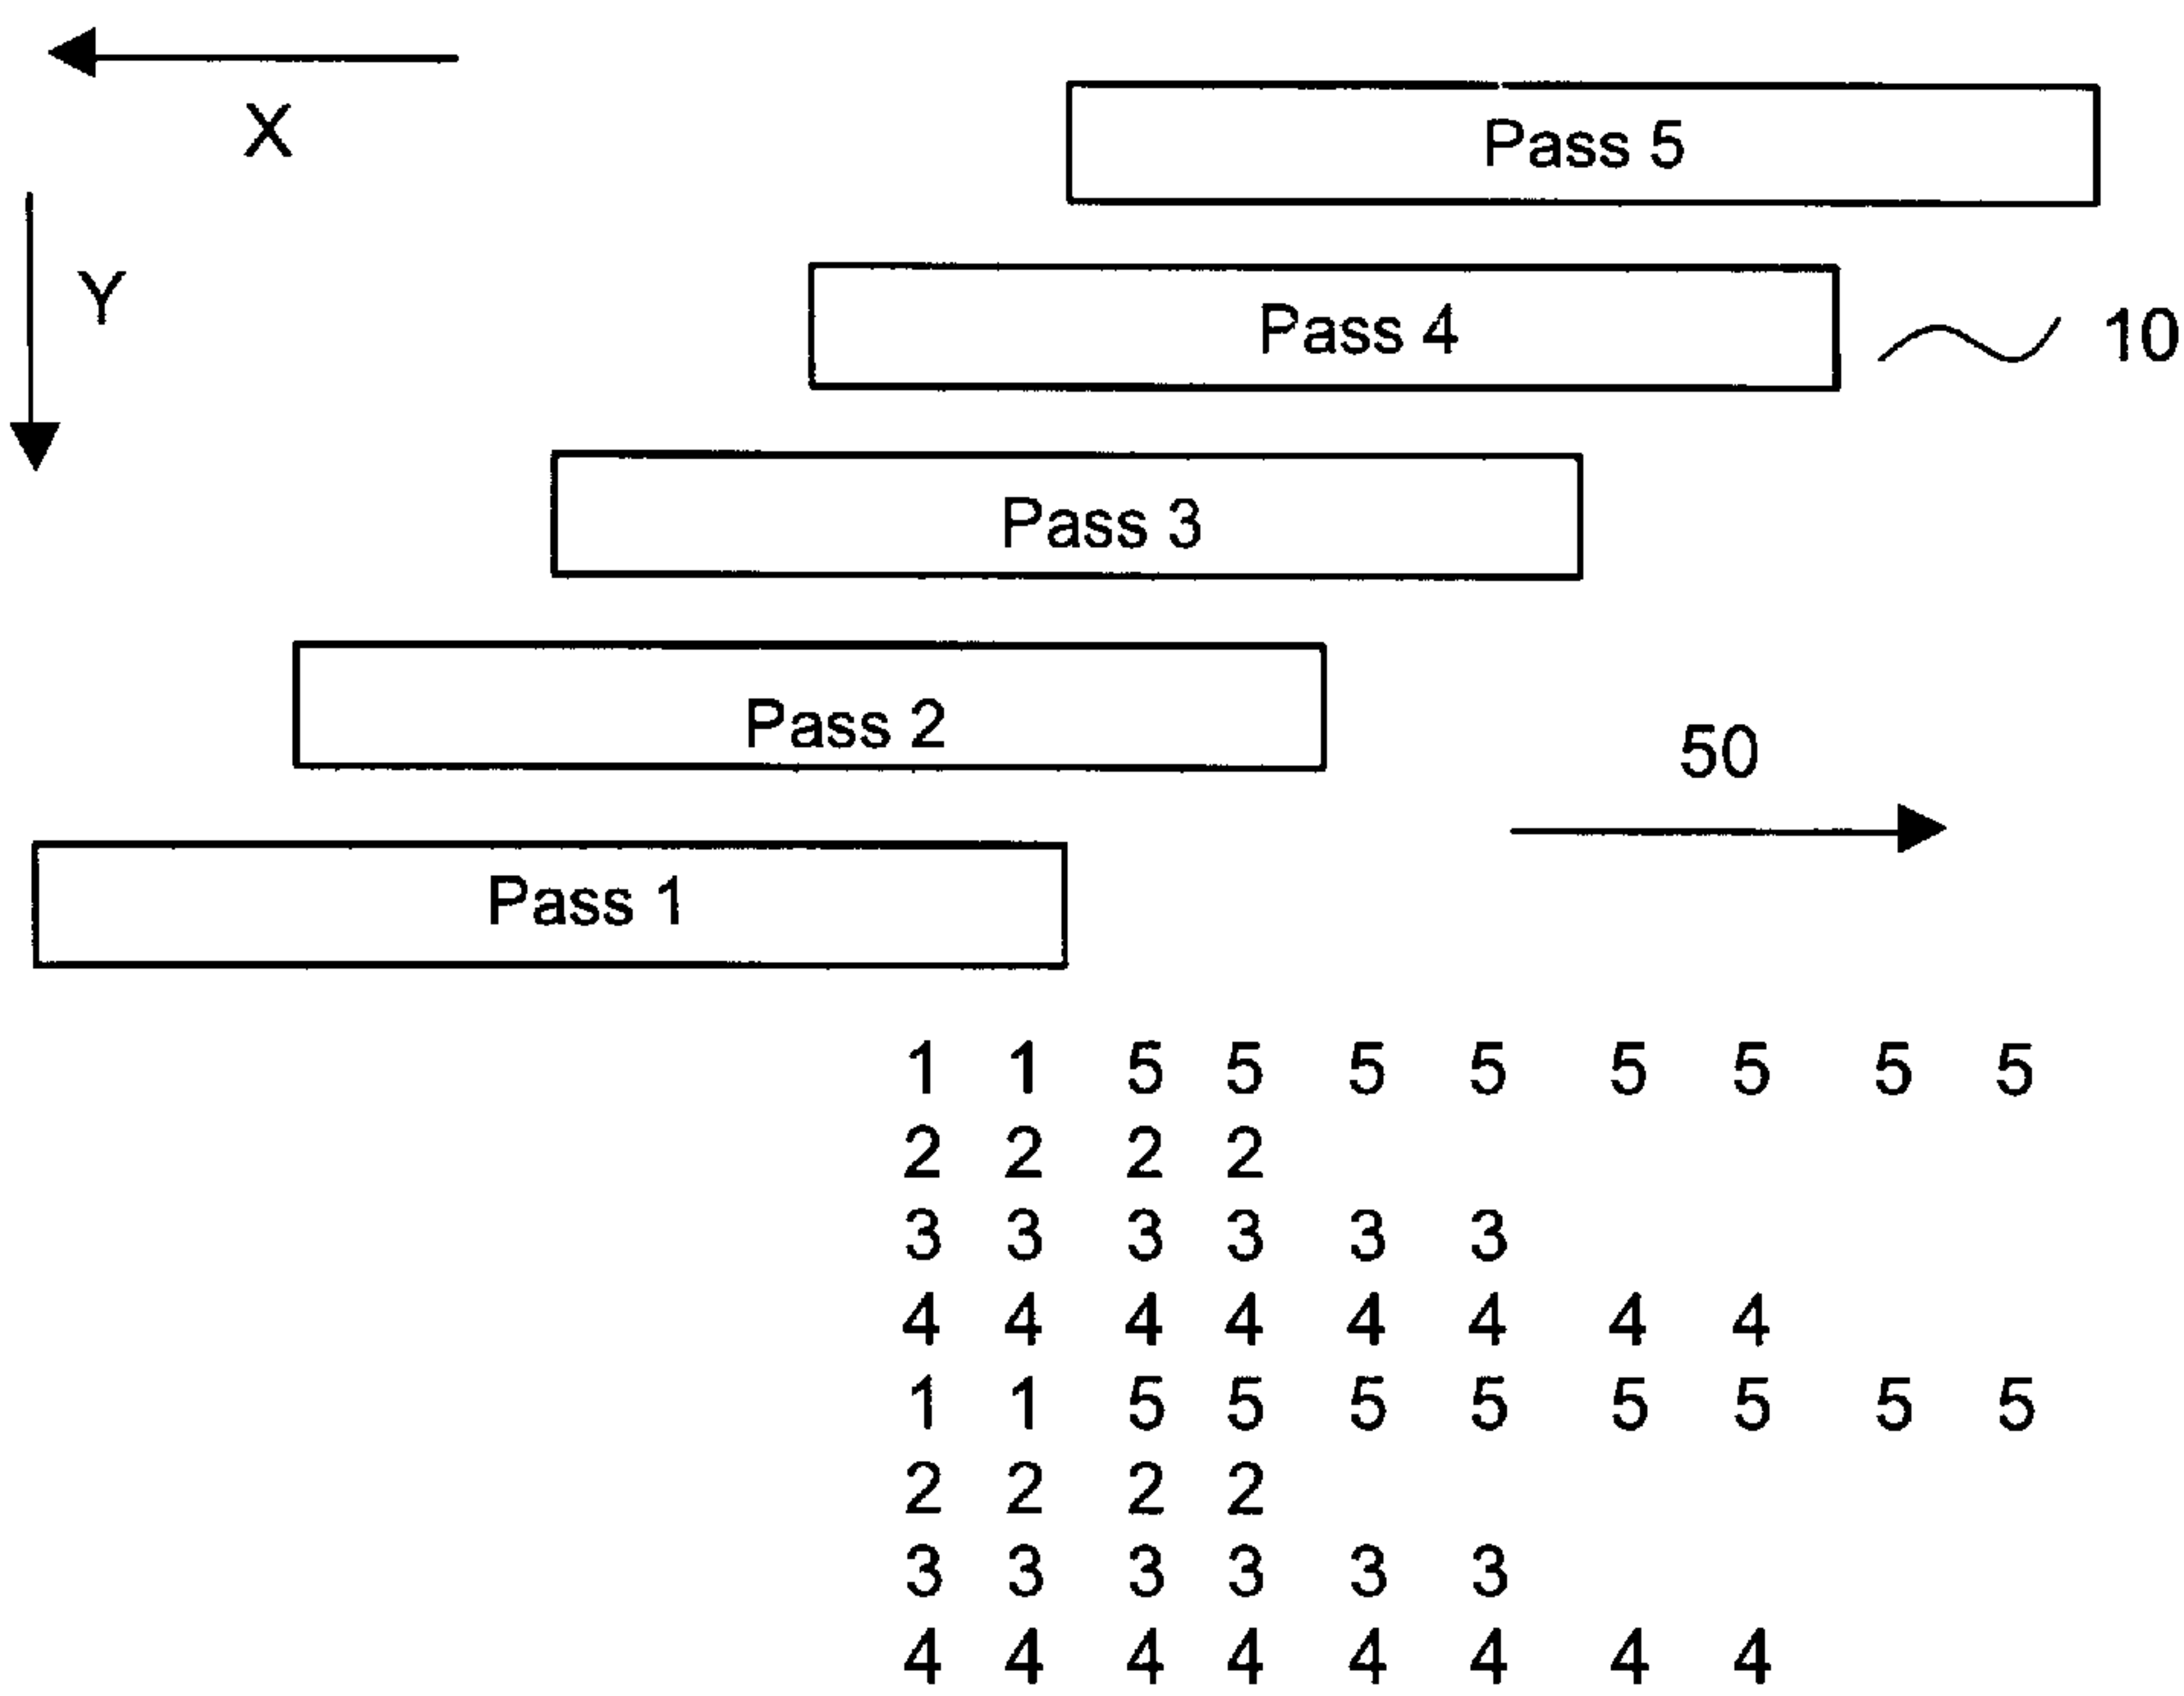 X
Pass 5
Y
Pass 4 10
Pass 3
Pass 2
50
Pass 1
1 1 5 5 5 5 5 5 5 5
2 2 2 2
3 3 3 3 3 3
4 4 4 4 4 4 4 4
1 1 5 5 5 5 5 5 5 5
2 2 2 2
3 3 3 3 3 3
4 4 4 4 4 4 4 4